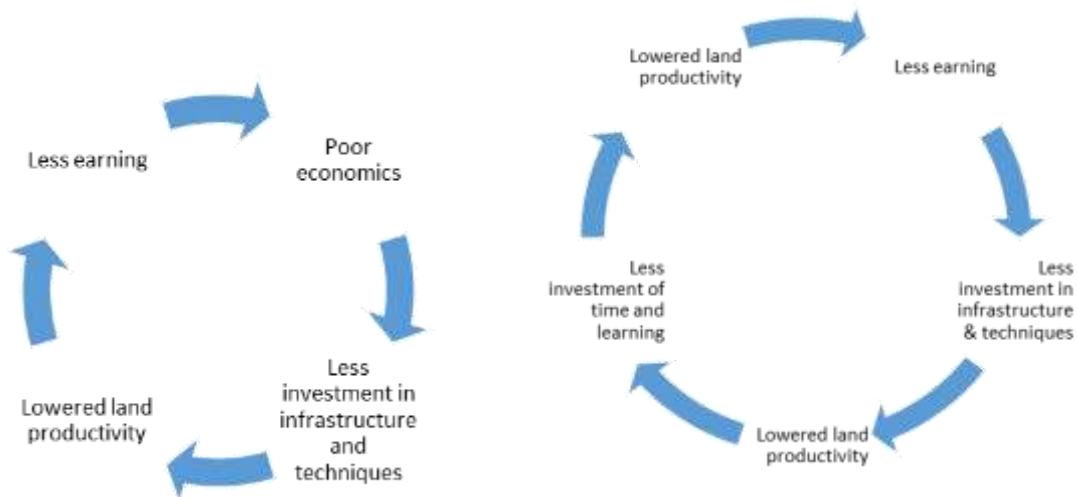 Less earning
Poor
economics
Less
investment in
infrastructure
and
techniques
Lowered land
productivity
Lowered land
productivity
Less earning
Less
investment in
infrastructure
& techniques
Lowered land
productivity
Less
investment of
time and
learning